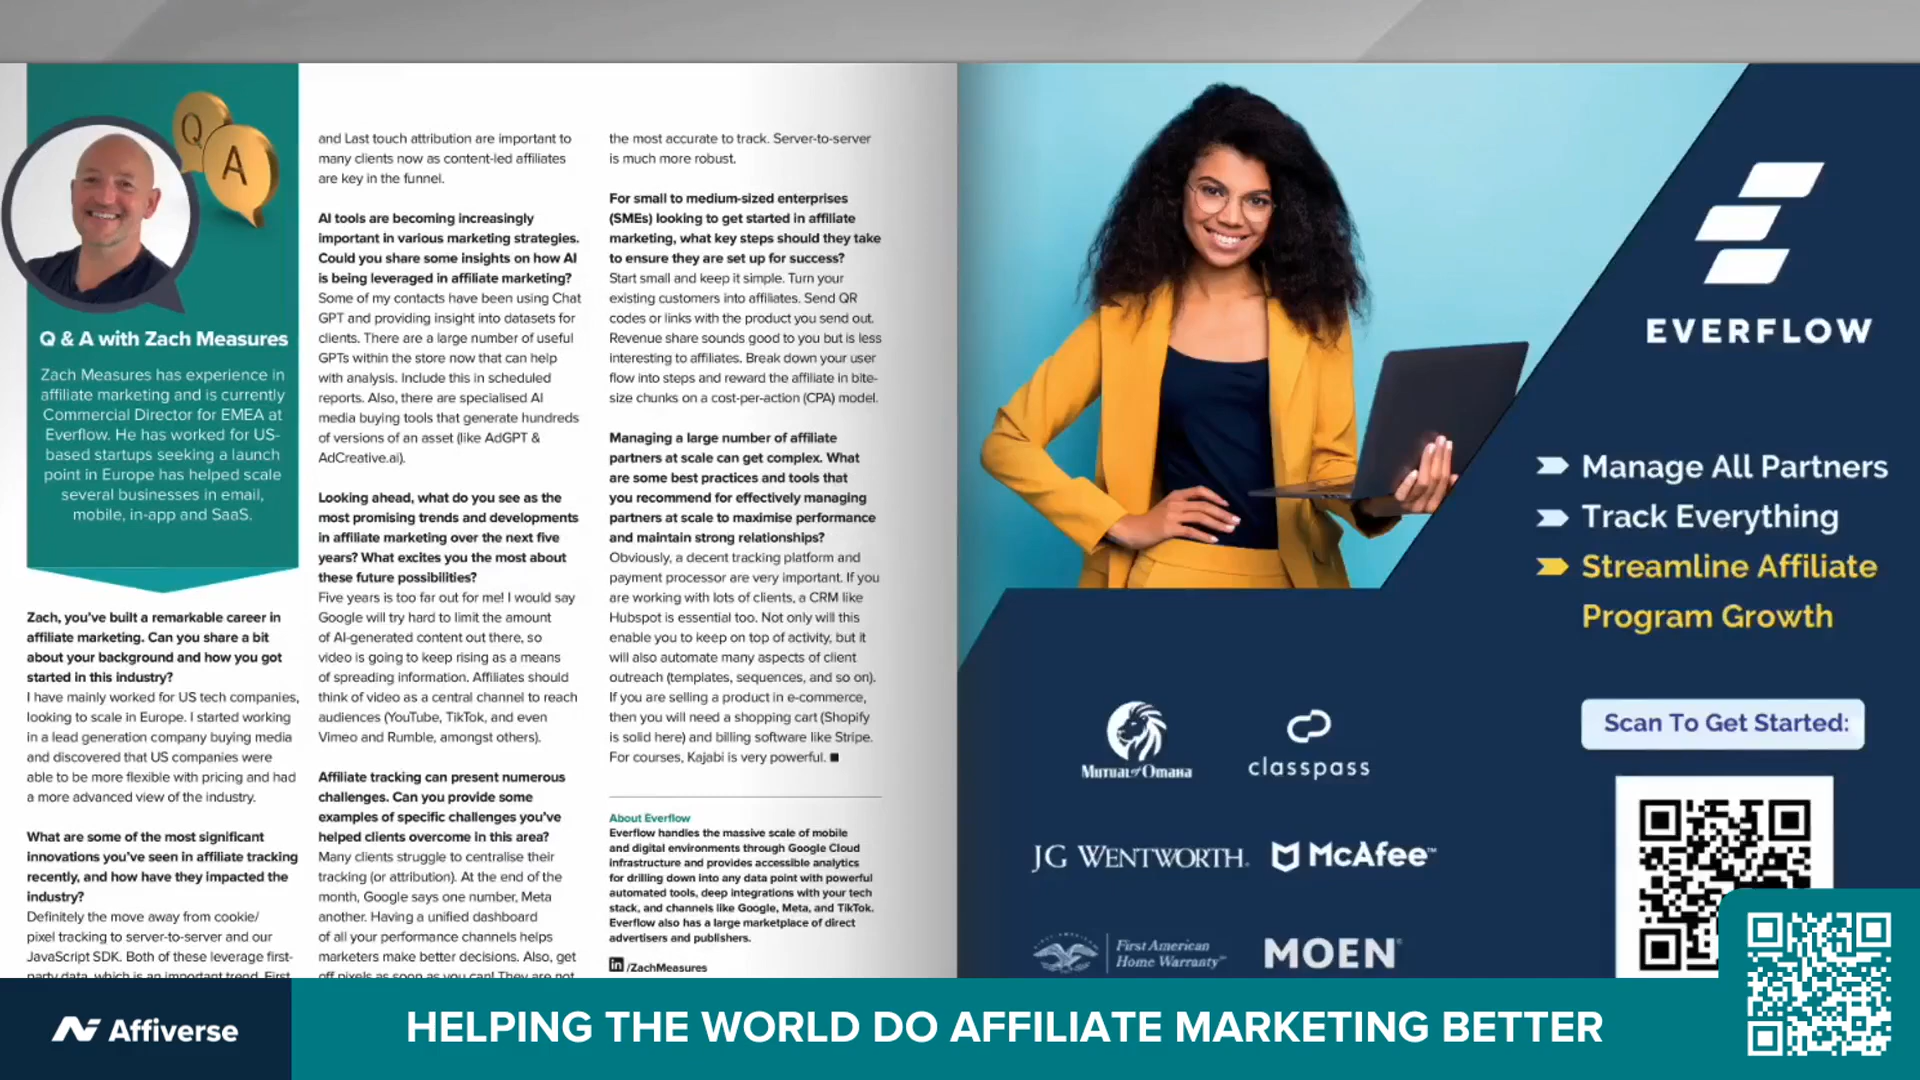 Q
A
Q & A with Zach Measures
Zach Measures has experience in
affiliate marketing and is currently
Commercial Director for EMEA at
Everflow. He has worked for US-
based startups seeking a launch
point in Europe has helped scale
several businesses in email,
mobile, in-app and SaaS.
Zach, you've built a remarkable career in
affiliate marketing. Can you share a bit
about your background and how you got
started in this industry?
I have mainly worked for US tech companies,
looking to scale in Europe. I started working
in a lead generation company buying media
and discovered that US companies were
able to be more flexible with pricing and had
a more advanced view of the industry.
What are some of the most significant
innovations you've seen in affiliate tracking
recently, and how have they impacted the
industry?
Definitely the move away from cookie/
pixel tracking to server-to-server and our
JavaScript SDK. Both of these leverage first-
party data, which is an important trend. First
and Last touch attribution are important to
many clients now as content-led affiliates
are key in the funnel.
AI tools are becoming increasingly
important in various marketing strategies.
Could you share some insights on how AI
is being leveraged in affiliate marketing?
Some of my contacts have been using Chat
GPT and providing insight into datasets for
clients. There are a large number of useful
GPTs within the store now that can help
with analysis. Include this in scheduled
reports. Also, there are specialised AI
media buying tools that generate hundreds
of versions of an asset (like AdGPT &
AdCreative.ai).
Looking ahead, what do you see as the
most promising trends and developments
in affiliate marketing over the next five
years? What excites you the most about
these future possibilities?
Five years is too far out for me! I would say
Google will try hard to limit the amount
of AI-generated content out there, so
video is going to keep rising as a means
of spreading information. Affiliates should
think of video as a central channel to reach
audiences (YouTube, TikTok, and even
Vimeo and Rumble, amongst others).
Affiliate tracking can present numerous
challenges. Can you provide some
examples of specific challenges you've
helped clients overcome in this area?
Many clients struggle to centralise their
tracking (or attribution). At the end of the
month, Google says one number, Meta
another. Having a unified dashboard
of all your performance channels helps
marketers make better decisions. Also, get
off pixels as soon as you can! They are not
the most accurate to track. Server-to-server
is much more robust.
For small to medium-sized enterprises
(SMEs) looking to get started in affiliate
marketing, what key steps should they take
to ensure they are set up for success?
Start small and keep it simple. Turn your
existing customers into affiliates. Send QR
codes or links with the product you send out.
Revenue share sounds good to you but is less
interesting to affiliates. Break down your user
flow into steps and reward the affiliate in bite-
size chunks on a cost-per-action (CPA) model.
Managing a large number of affiliate
partners at scale can get complex. What
are some best practices and tools that
you recommend for effectively managing
partners at scale to maximise performance
and maintain strong relationships?
Obviously, a decent tracking platform and
payment processor are very important. If you
are working with lots of clients, a CRM like
Hubspot is essential too. Not only will this
enable you to keep on top of activity, but it
will also automate many aspects of client
outreach (templates, sequences, and so on).
If you are selling a product in e-commerce,
then you will need a shopping cart (Shopify
is solid here) and billing software like Stripe.
For courses, Kajabi is very powerful. ■
About Everflow
Everflow handles the massive scale of mobile
and digital environments through Google Cloud
infrastructure and provides accessible analytics
for drilling down into any data point with powerful
automated tools, deep integrations with your tech
stack, and channels like Google, Meta, and TikTok.
Everflow also has a large marketplace of direct
advertisers and publishers.
in /ZachMeasures
EVERFLOW
Manage All Partners
Track Everything
Streamline Affiliate
Program Growth
Scan To Get Started:
Mutual of Omaha
classpass
JG WENTWORTH®
McAfee™
FIRST AMERICAN
First American
Home Warranty™
MOEN®
Affiverse
HELPING THE WORLD DO AFFILIATE MARKETING BETTER